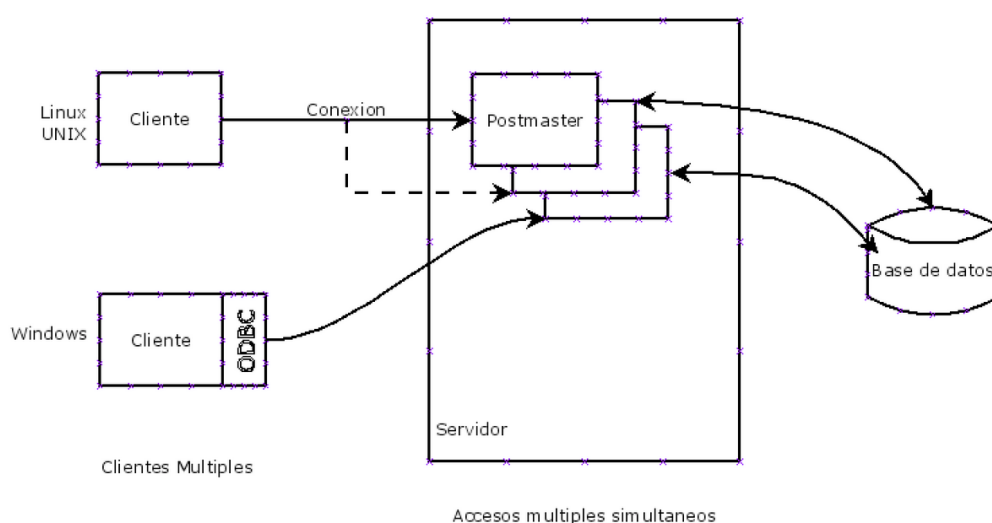 Linux
UNIX
Cliente
Conexion
Postmaster
Base de datos
Windows
Cliente
ODBC
Servidor
Clientes Multiples
Accesos multiples simultaneos